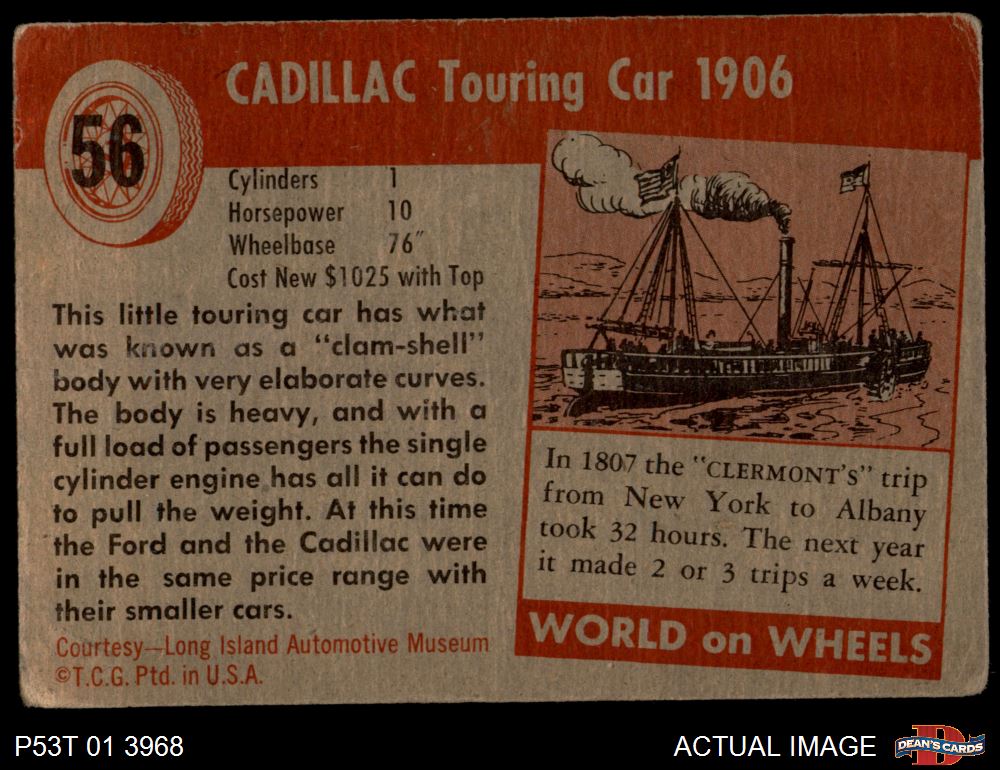 56
CADILLAC Touring Car 1906
Cylinders 1
Horsepower 10
Wheelbase 76"
Cost New $1025 with Top
This little touring car has what
was known as a "clam-shell"
body with very elaborate curves.
The body is heavy, and with a
full load of passengers the single
cylinder engine has all it can do
to pull the weight. At this time
the Ford and the Cadillac were
in the same price range with
their smaller cars.
Courtesy—Long Island Automotive Museum
©T.C.G. Ptd. in U.S.A.
In 1807 the "CLERMONT'S" trip
from New York to Albany
took 32 hours. The next year
it made 2 or 3 trips a week.
WORLD on WHEELS
P53T 01 3968
ACTUAL IMAGE
D
DEAN'S CARDS